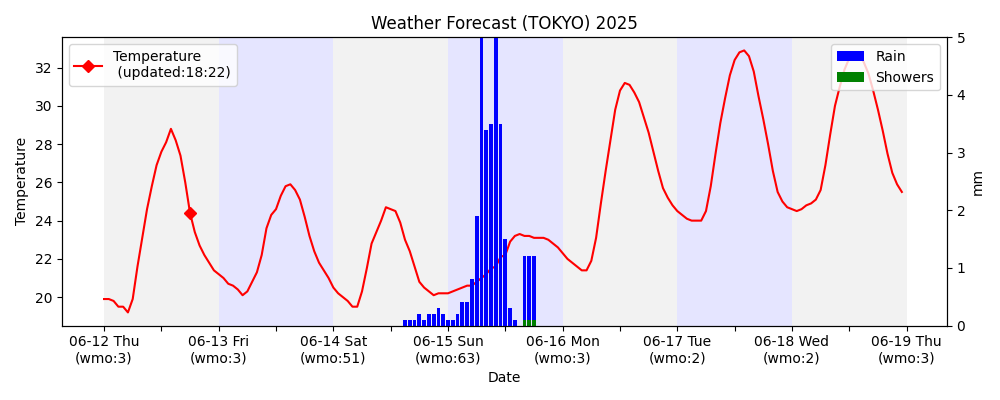 Weather Forecast (TOKYO) 2025
Temperature
(updated:18:22)
Rain
Showers
32
30
28
26
24
22
20
Temperature
5
4
3
2
1
0
mm
06-12 Thu
(wmo:3)
06-13 Fri
(wmo:3)
06-14 Sat
(wmo:51)
06-15 Sun
(wmo:63)
06-16 Mon
(wmo:3)
06-17 Tue
(wmo:2)
06-18 Wed
(wmo:2)
06-19 Thu
(wmo:3)
Date